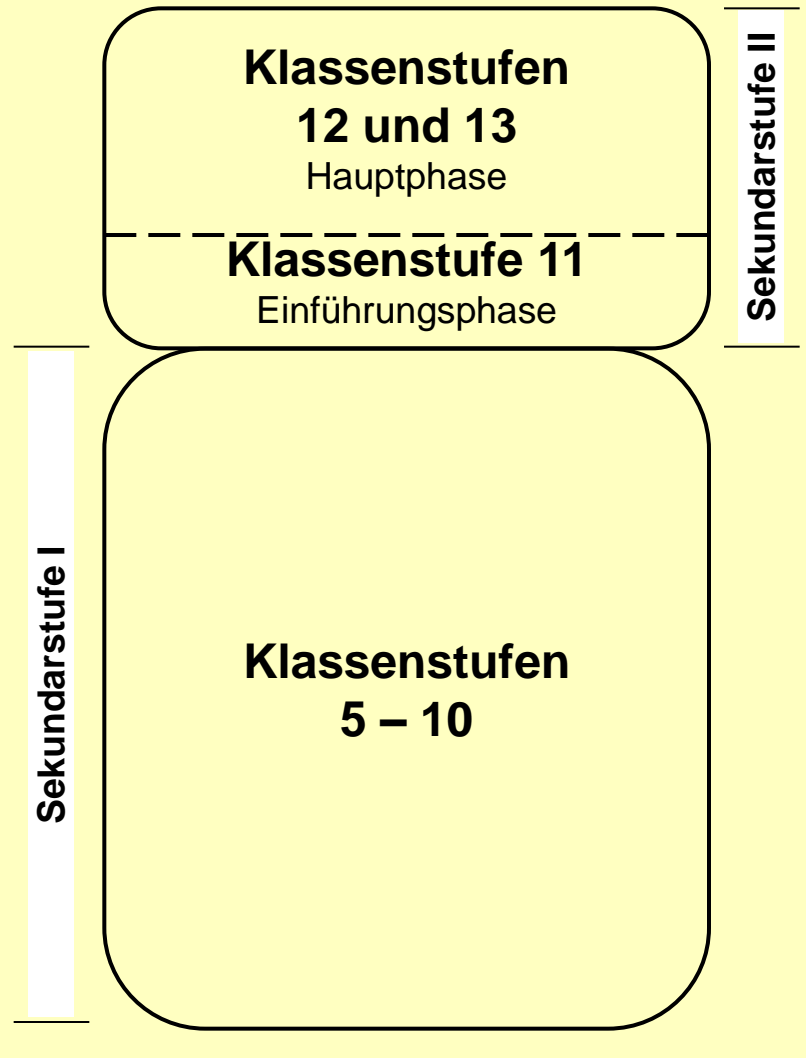 Klassenstufen
12 und 13
Hauptphase
Klassenstufe 11
Einführungsphase
Sekundarstufe II
Klassenstufen
5 – 10
Sekundarstufe I